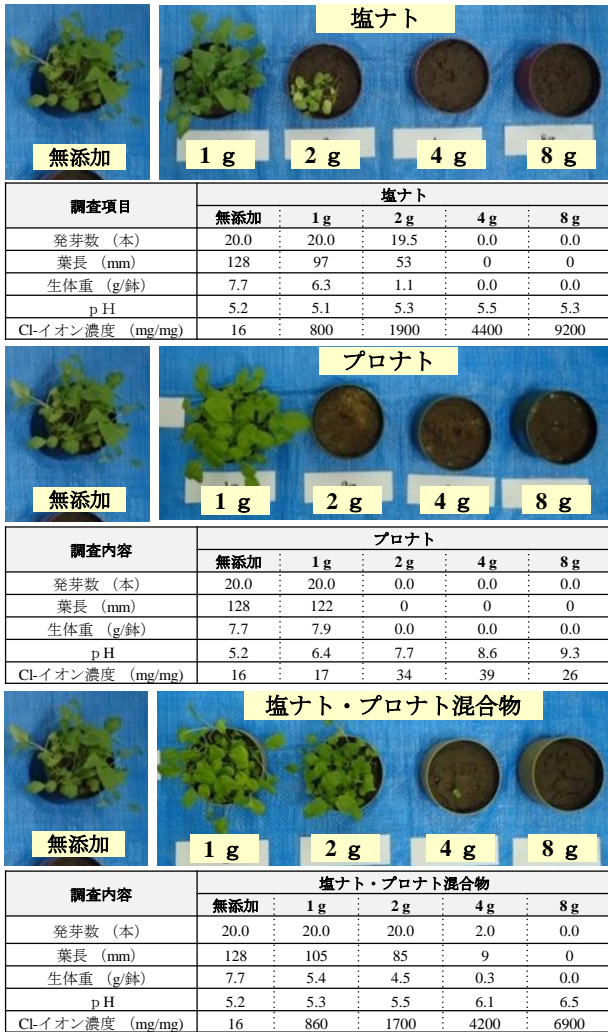 塩ナト
無添加 1 g 2 g 4 g 8 g
調査項目 塩ナト
無添加 1 g 2 g 4 g 8 g
発芽数 （本） 20.0 20.0 19.5 0.0 0.0
葉長 （mm） 128 97 53 0 0
生体重 （g/鉢） 7.7 6.3 1.1 0.0 0.0
ｐH 5.2 5.1 5.3 5.5 5.3
Cl-イオン濃度 （mg/mg） 16 800 1900 4400 9200
プロナト
無添加 1 g 2 g 4 g 8 g
調査内容 プロナト
無添加 1 g 2 g 4 g 8 g
発芽数 （本） 20.0 20.0 0.0 0.0 0.0
葉長 （mm） 128 122 0 0 0
生体重 （g/鉢） 7.7 7.9 0.0 0.0 0.0
ｐH 5.2 6.4 7.7 8.6 9.3
Cl-イオン濃度 （mg/mg） 16 17 34 39 26
塩ナト・プロナト混合物
無添加 1 g 2 g 4 g 8 g
調査内容 塩ナト・プロナト混合物
無添加 1 g 2 g 4 g 8 g
発芽数 （本） 20.0 20.0 20.0 2.0 0.0
葉長 （mm） 128 105 85 9 0
生体重 （g/鉢） 7.7 5.4 4.5 0.3 0.0
ｐH 5.2 5.3 5.5 6.1 6.5
Cl-イオン濃度 （mg/mg） 16 860 1700 4200 6900